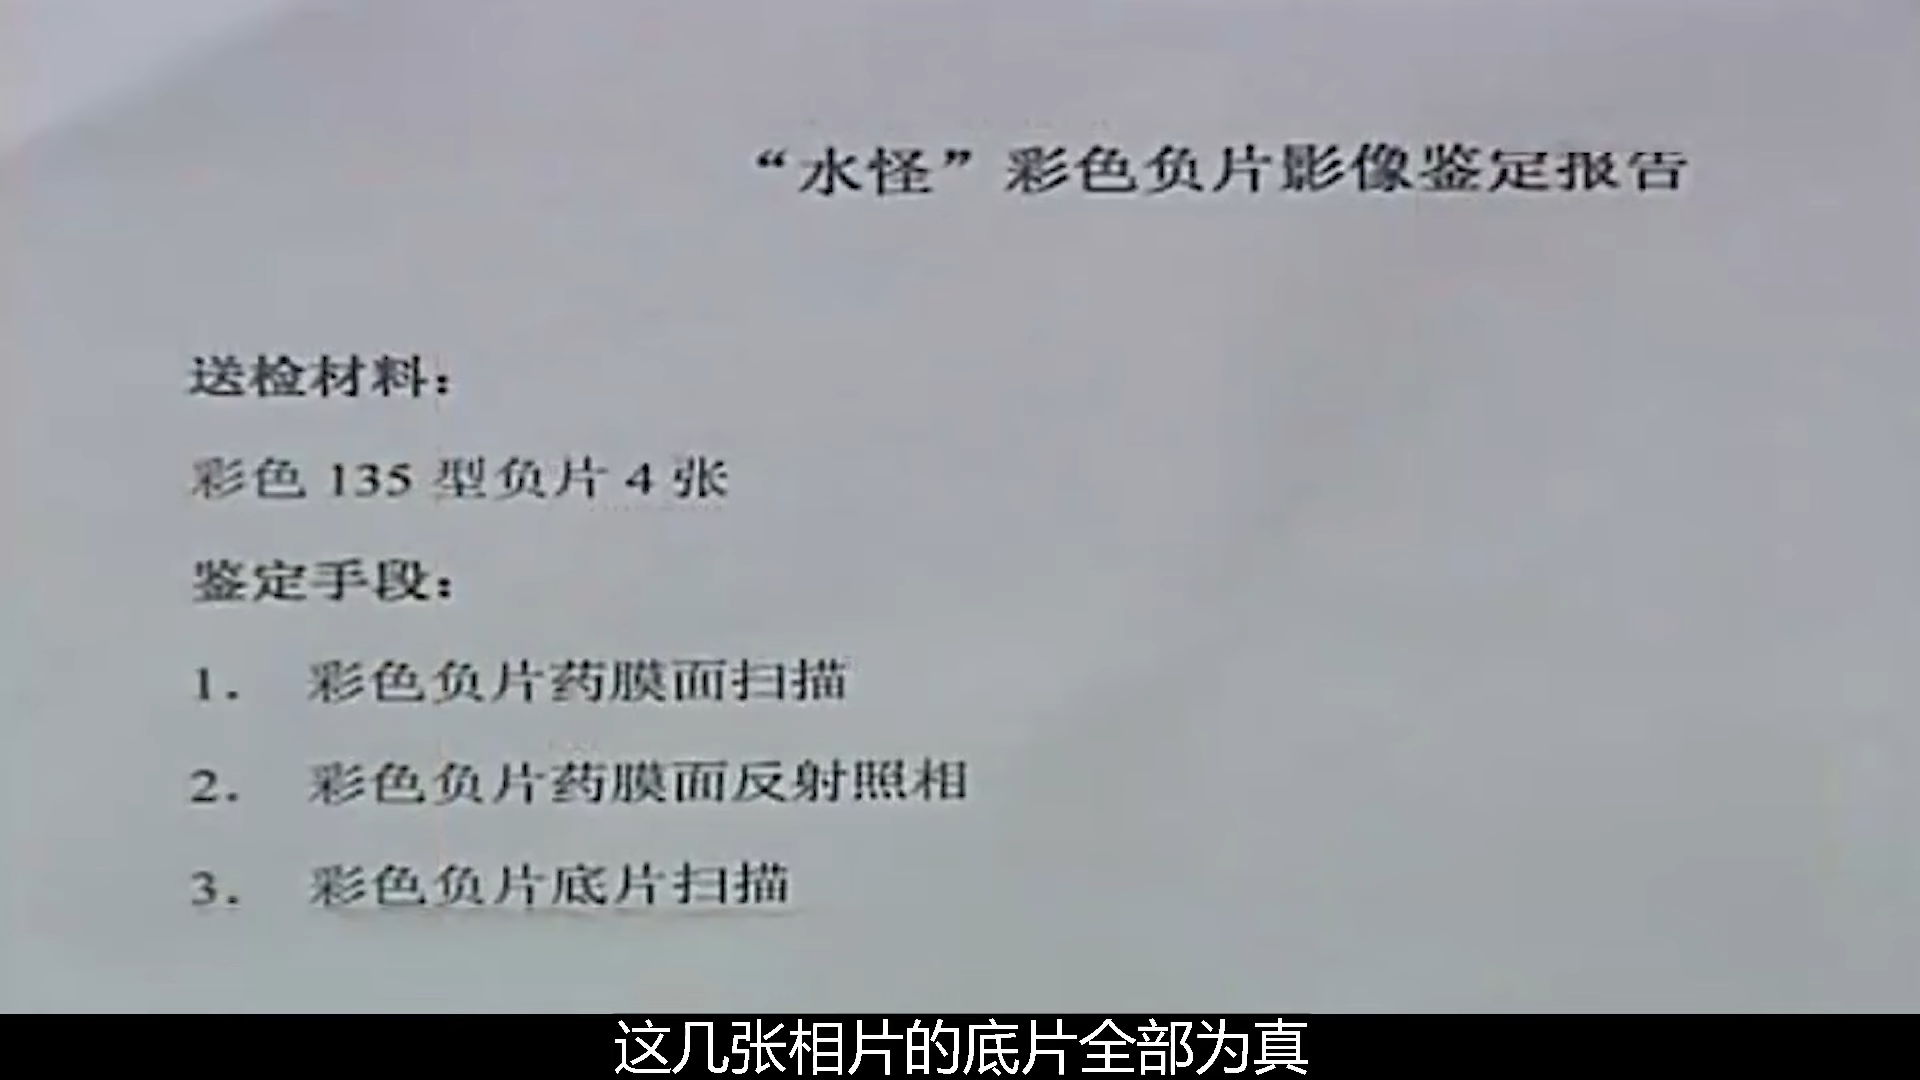 “水怪”彩色负片影像鉴定报告
送检材料：
彩色 135 型负片 4 张
鉴定手段：
1. 彩色负片药膜面扫描
2. 彩色负片药膜面反射照相
3. 彩色负片底片扫描
这几张相片的底片全部为真